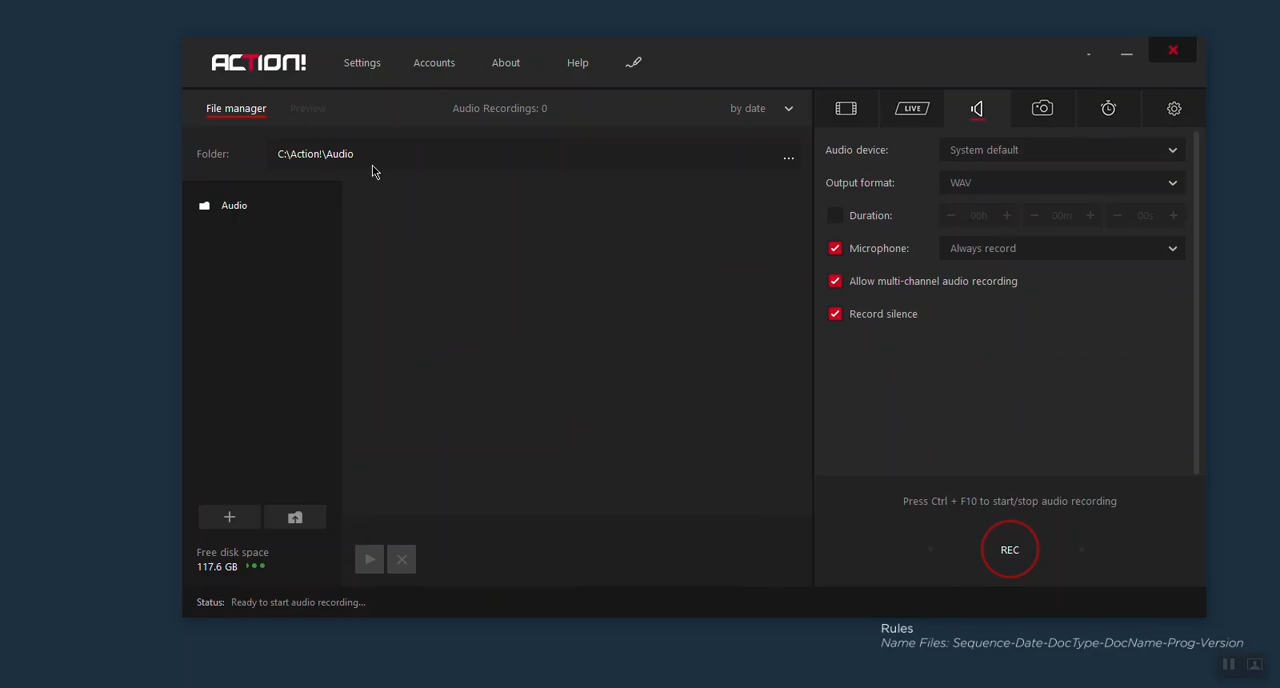 ACTION!
Settings
Accounts
About
Help
File manager
Preview
Audio Recordings: 0
by date
LIVE
Folder:
C:\Action!\Audio
...
Audio
Audio device:
System default
Output format:
WAV
Duration:
00h
00m
00s
Microphone:
Always record
Allow multi-channel audio recording
Record silence
Press Ctrl + F10 to start/stop audio recording
REC
Free disk space
117.6 GB
Status: Ready to start audio recording...
Rules
Name Files: Sequence-Date-DocType-DocName-Prog-Version